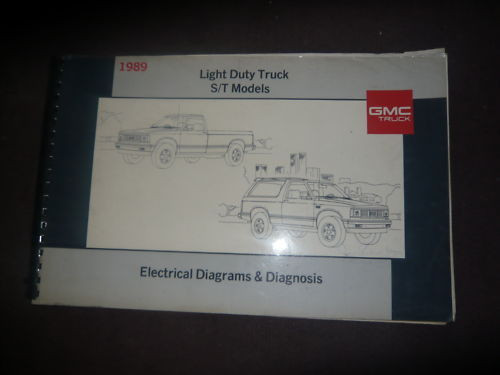 1989
Light Duty Truck
S/T Models
GMC
TRUCK
Electrical Diagrams & Diagnosis